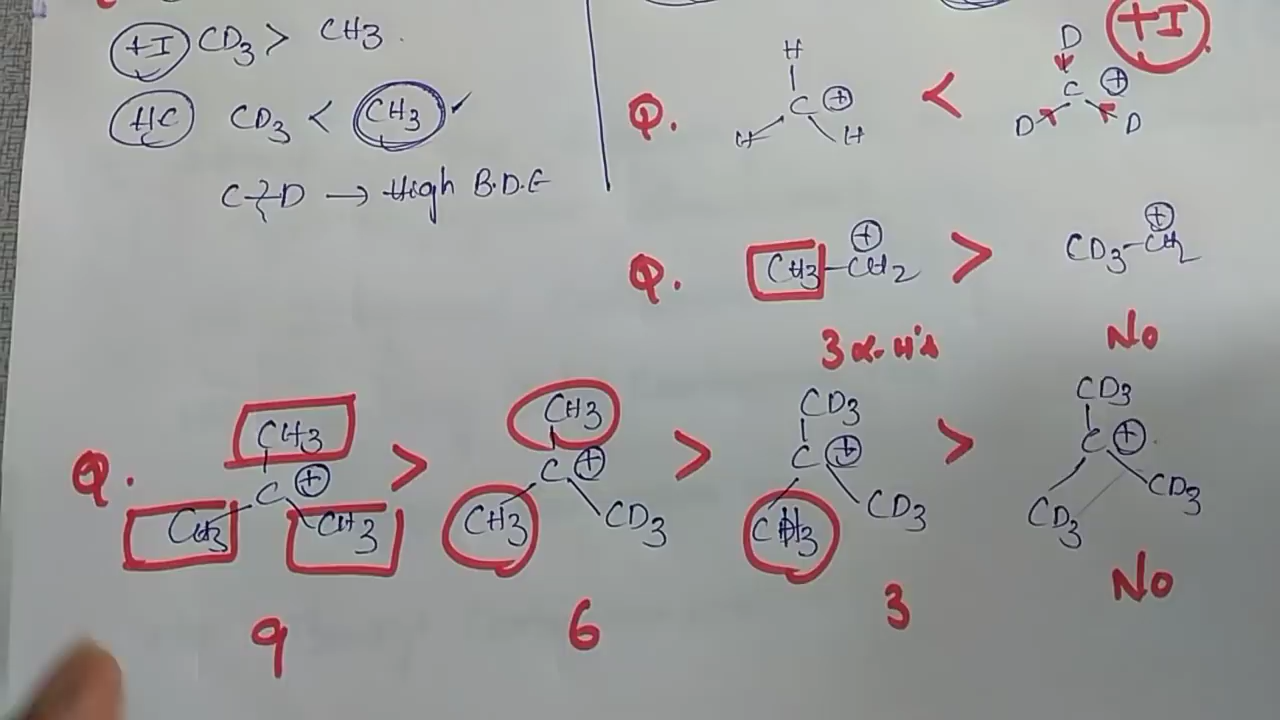 +I CD3 > CH3.
HC CD3 < CH3 ✓
C-D → High B.D.E
+I
Q. H C ⊕ H H < D C ⊕ D D
Q. CH3-CH2 ⊕ > CD3-CH2 ⊕
3 α-H's No
Q. CH3 C ⊕ CH3 CH3 > CH3 C ⊕ CH3 CD3 > CD3 C ⊕ CH3 CD3 > CD3 C ⊕ CD3 CD3
9 6 3 No